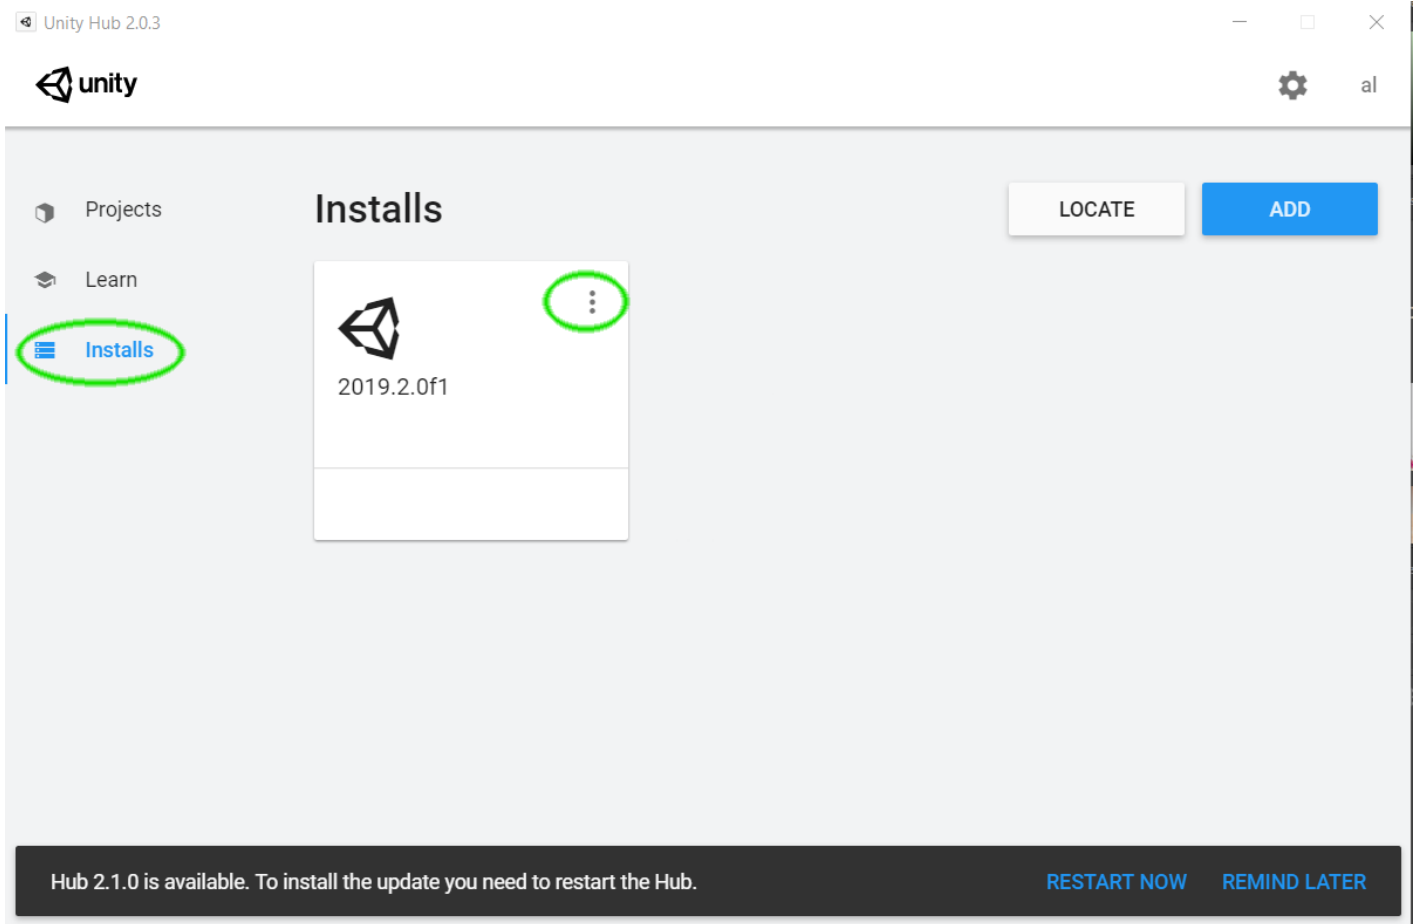 Unity Hub 2.0.3
unity
al
Projects
Installs
LOCATE
ADD
Learn
Installs
2019.2.0f1
Hub 2.1.0 is available. To install the update you need to restart the Hub.
RESTART NOW
REMIND LATER